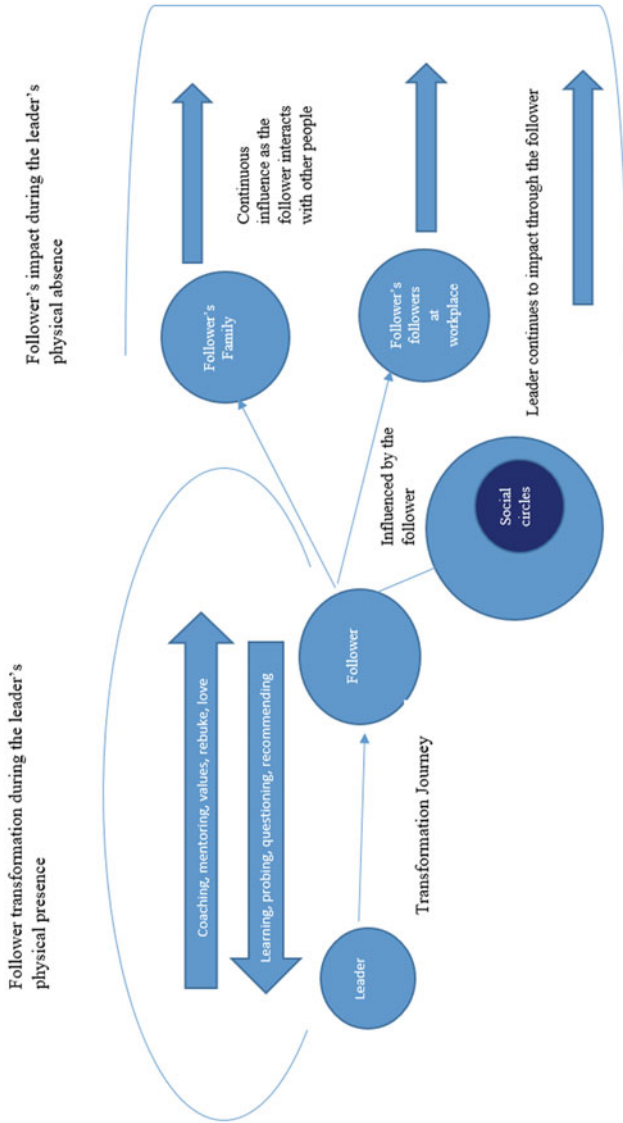 Follower transformation during the leader's
physical presence
Coaching, mentoring, values, rebuke, love
Learning, probing, questioning, recommending
Leader
Transformation Journey
Follower
Influenced by the
follower
Follower's impact during the leader's
physical absence
Follower's
Family
Continuous
influence as the
follower interacts
with other people
Follower's
followers
at
workplace
Social
circles
Leader continues to impact through the follower